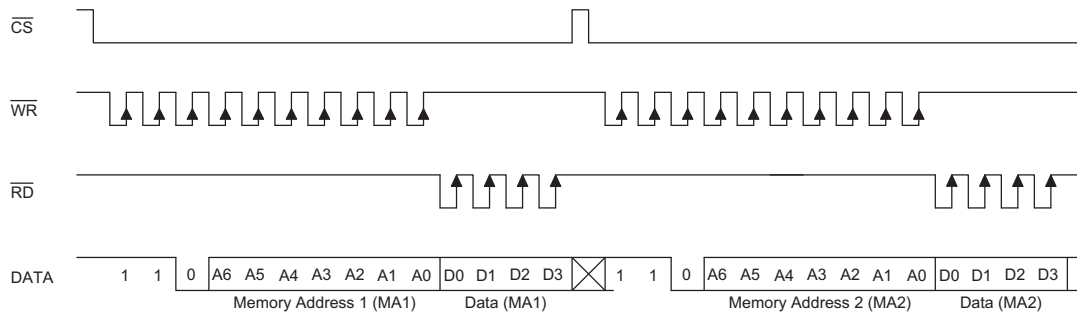 CS
WR
RD
DATA 1 1 0 A6 A5 A4 A3 A2 A1 A0 D0 D1 D2 D3 1 1 0 A6 A5 A4 A3 A2 A1 A0 D0 D1 D2 D3
Memory Address 1 (MA1) Data (MA1) Memory Address 2 (MA2) Data (MA2)